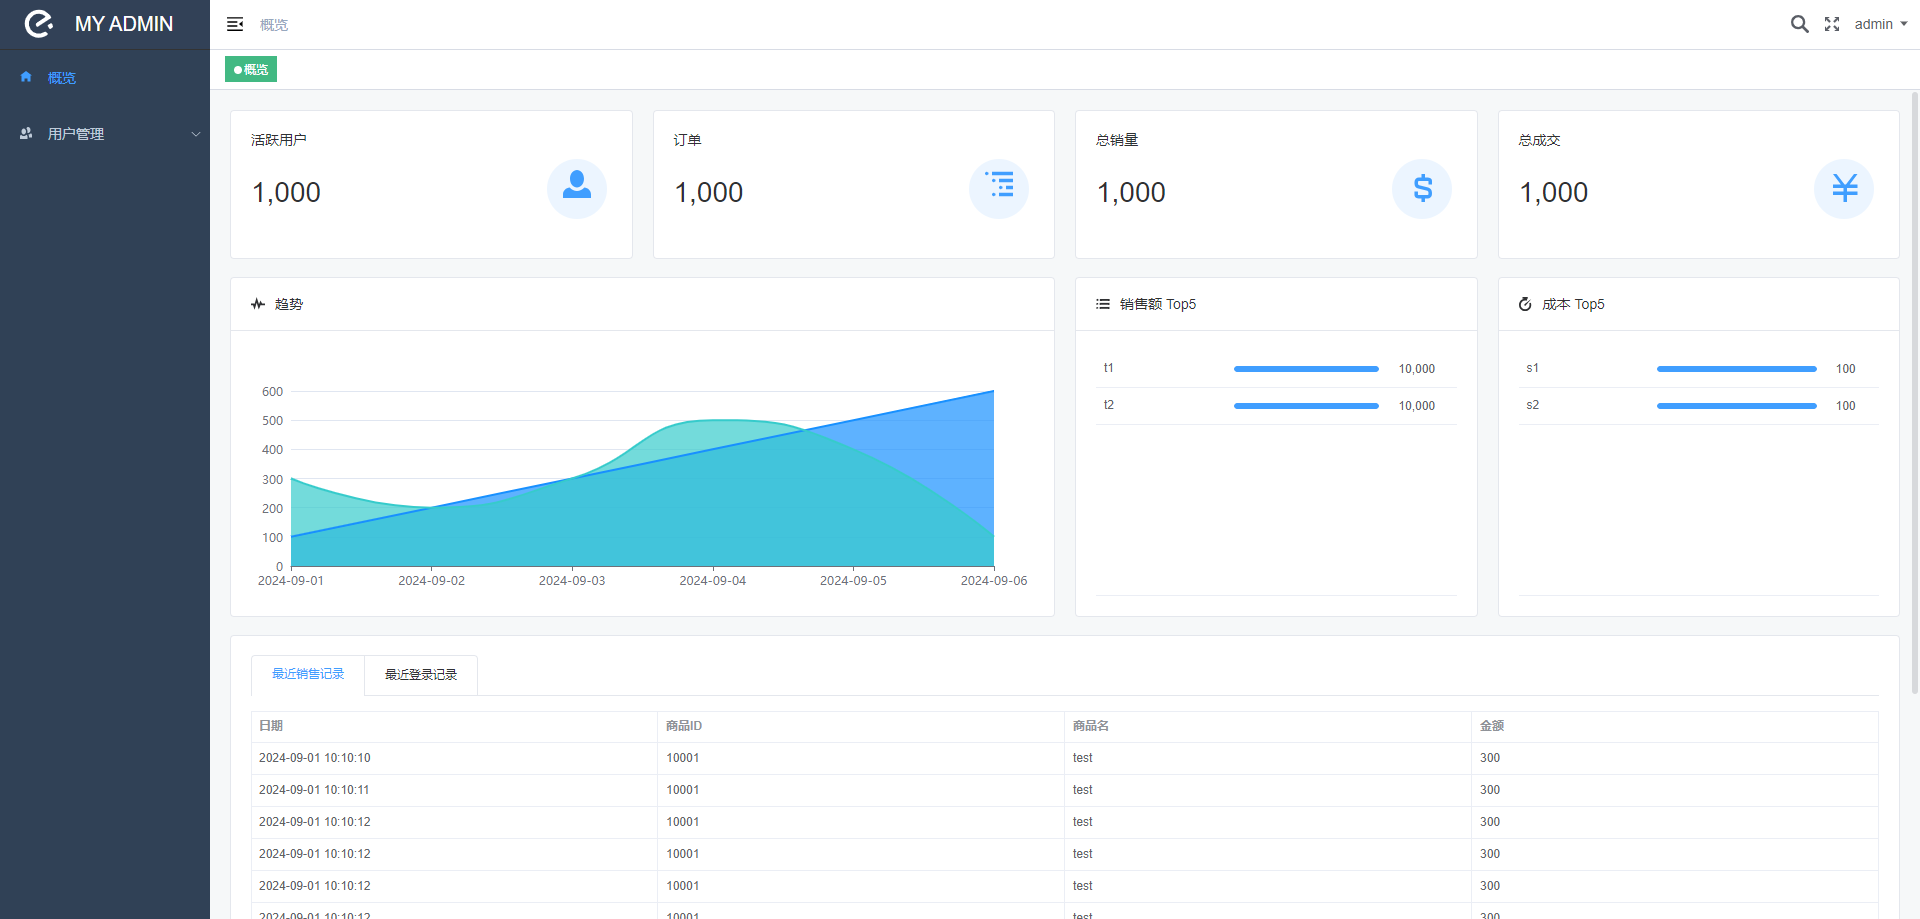 MY ADMIN
概览
admin
概览
用户管理
概览
活跃用户
1,000
订单
1,000
总销量
1,000
总成交
1,000
趋势
600
500
400
300
200
100
0
2024-09-01 2024-09-02 2024-09-03 2024-09-04 2024-09-05 2024-09-06
销售额 Top5
t1 10,000
t2 10,000
成本 Top5
s1 100
s2 100
最近销售记录 最近登录记录
日期 商品ID 商品名 金额
2024-09-01 10:10:10 10001 test 300
2024-09-01 10:10:11 10001 test 300
2024-09-01 10:10:12 10001 test 300
2024-09-01 10:10:12 10001 test 300
2024-09-01 10:10:12 10001 test 300
2024-09-01 10:10:12 10001 test 300